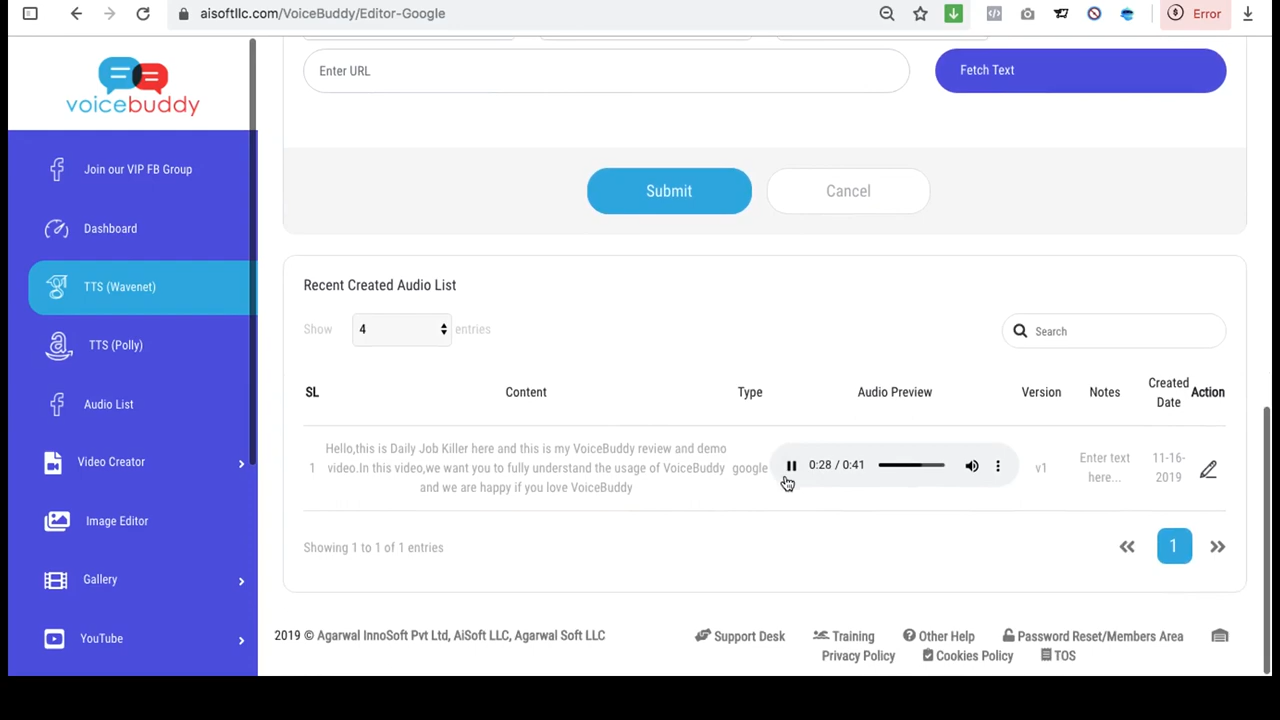 aisoftllc.com/VoiceBuddy/Editor-Google
Error
voicebuddy
Join our VIP FB Group
Dashboard
TTS (Wavenet)
TTS (Polly)
Audio List
Video Creator
Image Editor
Gallery
YouTube
Enter URL
Fetch Text
Submit
Cancel
Recent Created Audio List
Show 4 entries
Search
SL Content Type Audio Preview Version Notes Created Date Action
1 Hello,this is Daily Job Killer here and this is my VoiceBuddy review and demo
video.In this video,we want you to fully understand the usage of VoiceBuddy
and we are happy if you love VoiceBuddy
google
0:28 / 0:41
v1
Enter text
here...
11-16-
2019
Showing 1 to 1 of 1 entries
1
2019 © Agarwal InnoSoft Pvt Ltd, AiSoft LLC, Agarwal Soft LLC
Support Desk Training Other Help Password Reset/Members Area
Privacy Policy Cookies Policy TOS